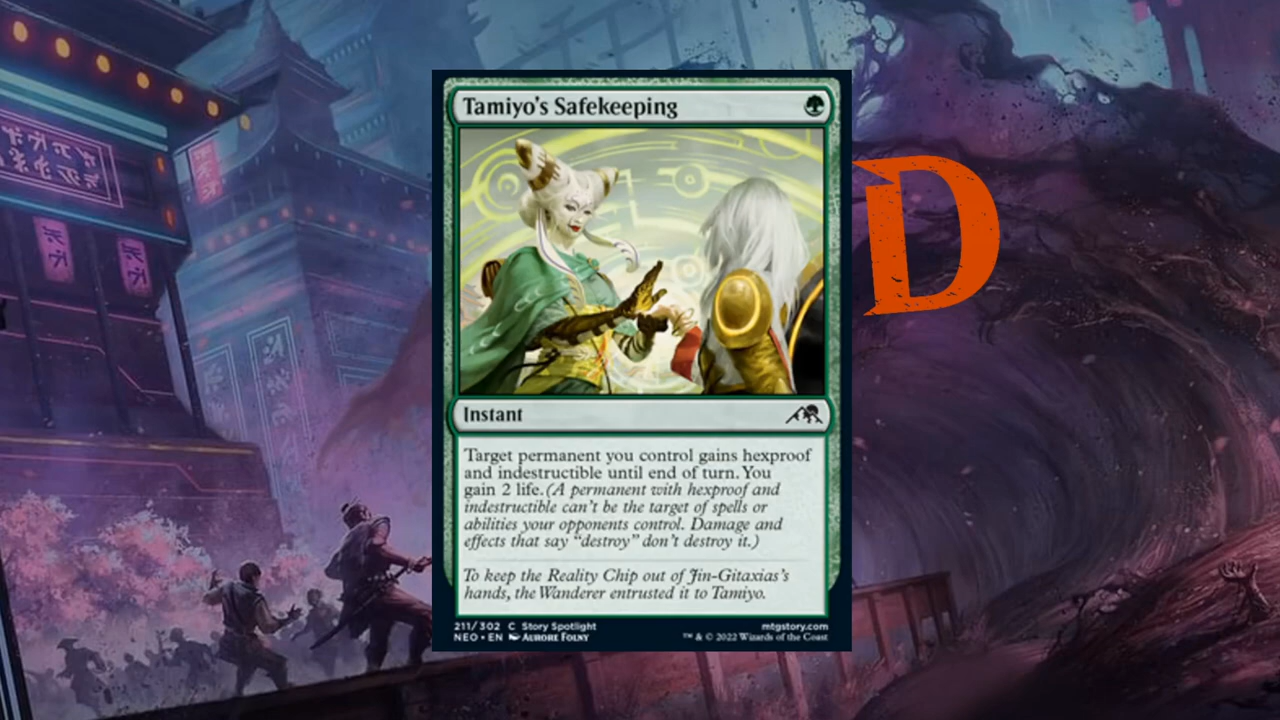 Tamiyo's Safekeeping
D
Instant
Target permanent you control gains hexproof
and indestructible until end of turn. You
gain 2 life. (A permanent with hexproof and
indestructible can't be the target of spells or
abilities your opponents control. Damage and
effects that say "destroy" don't destroy it.)
To keep the Reality Chip out of Jin-Gitaxias's
hands, the Wanderer entrusted it to Tamiyo.
211/302 C Story Spotlight
mtgstory.com
NEO • EN AURORE FOLNY
™ & © 2022 Wizards of the Coast